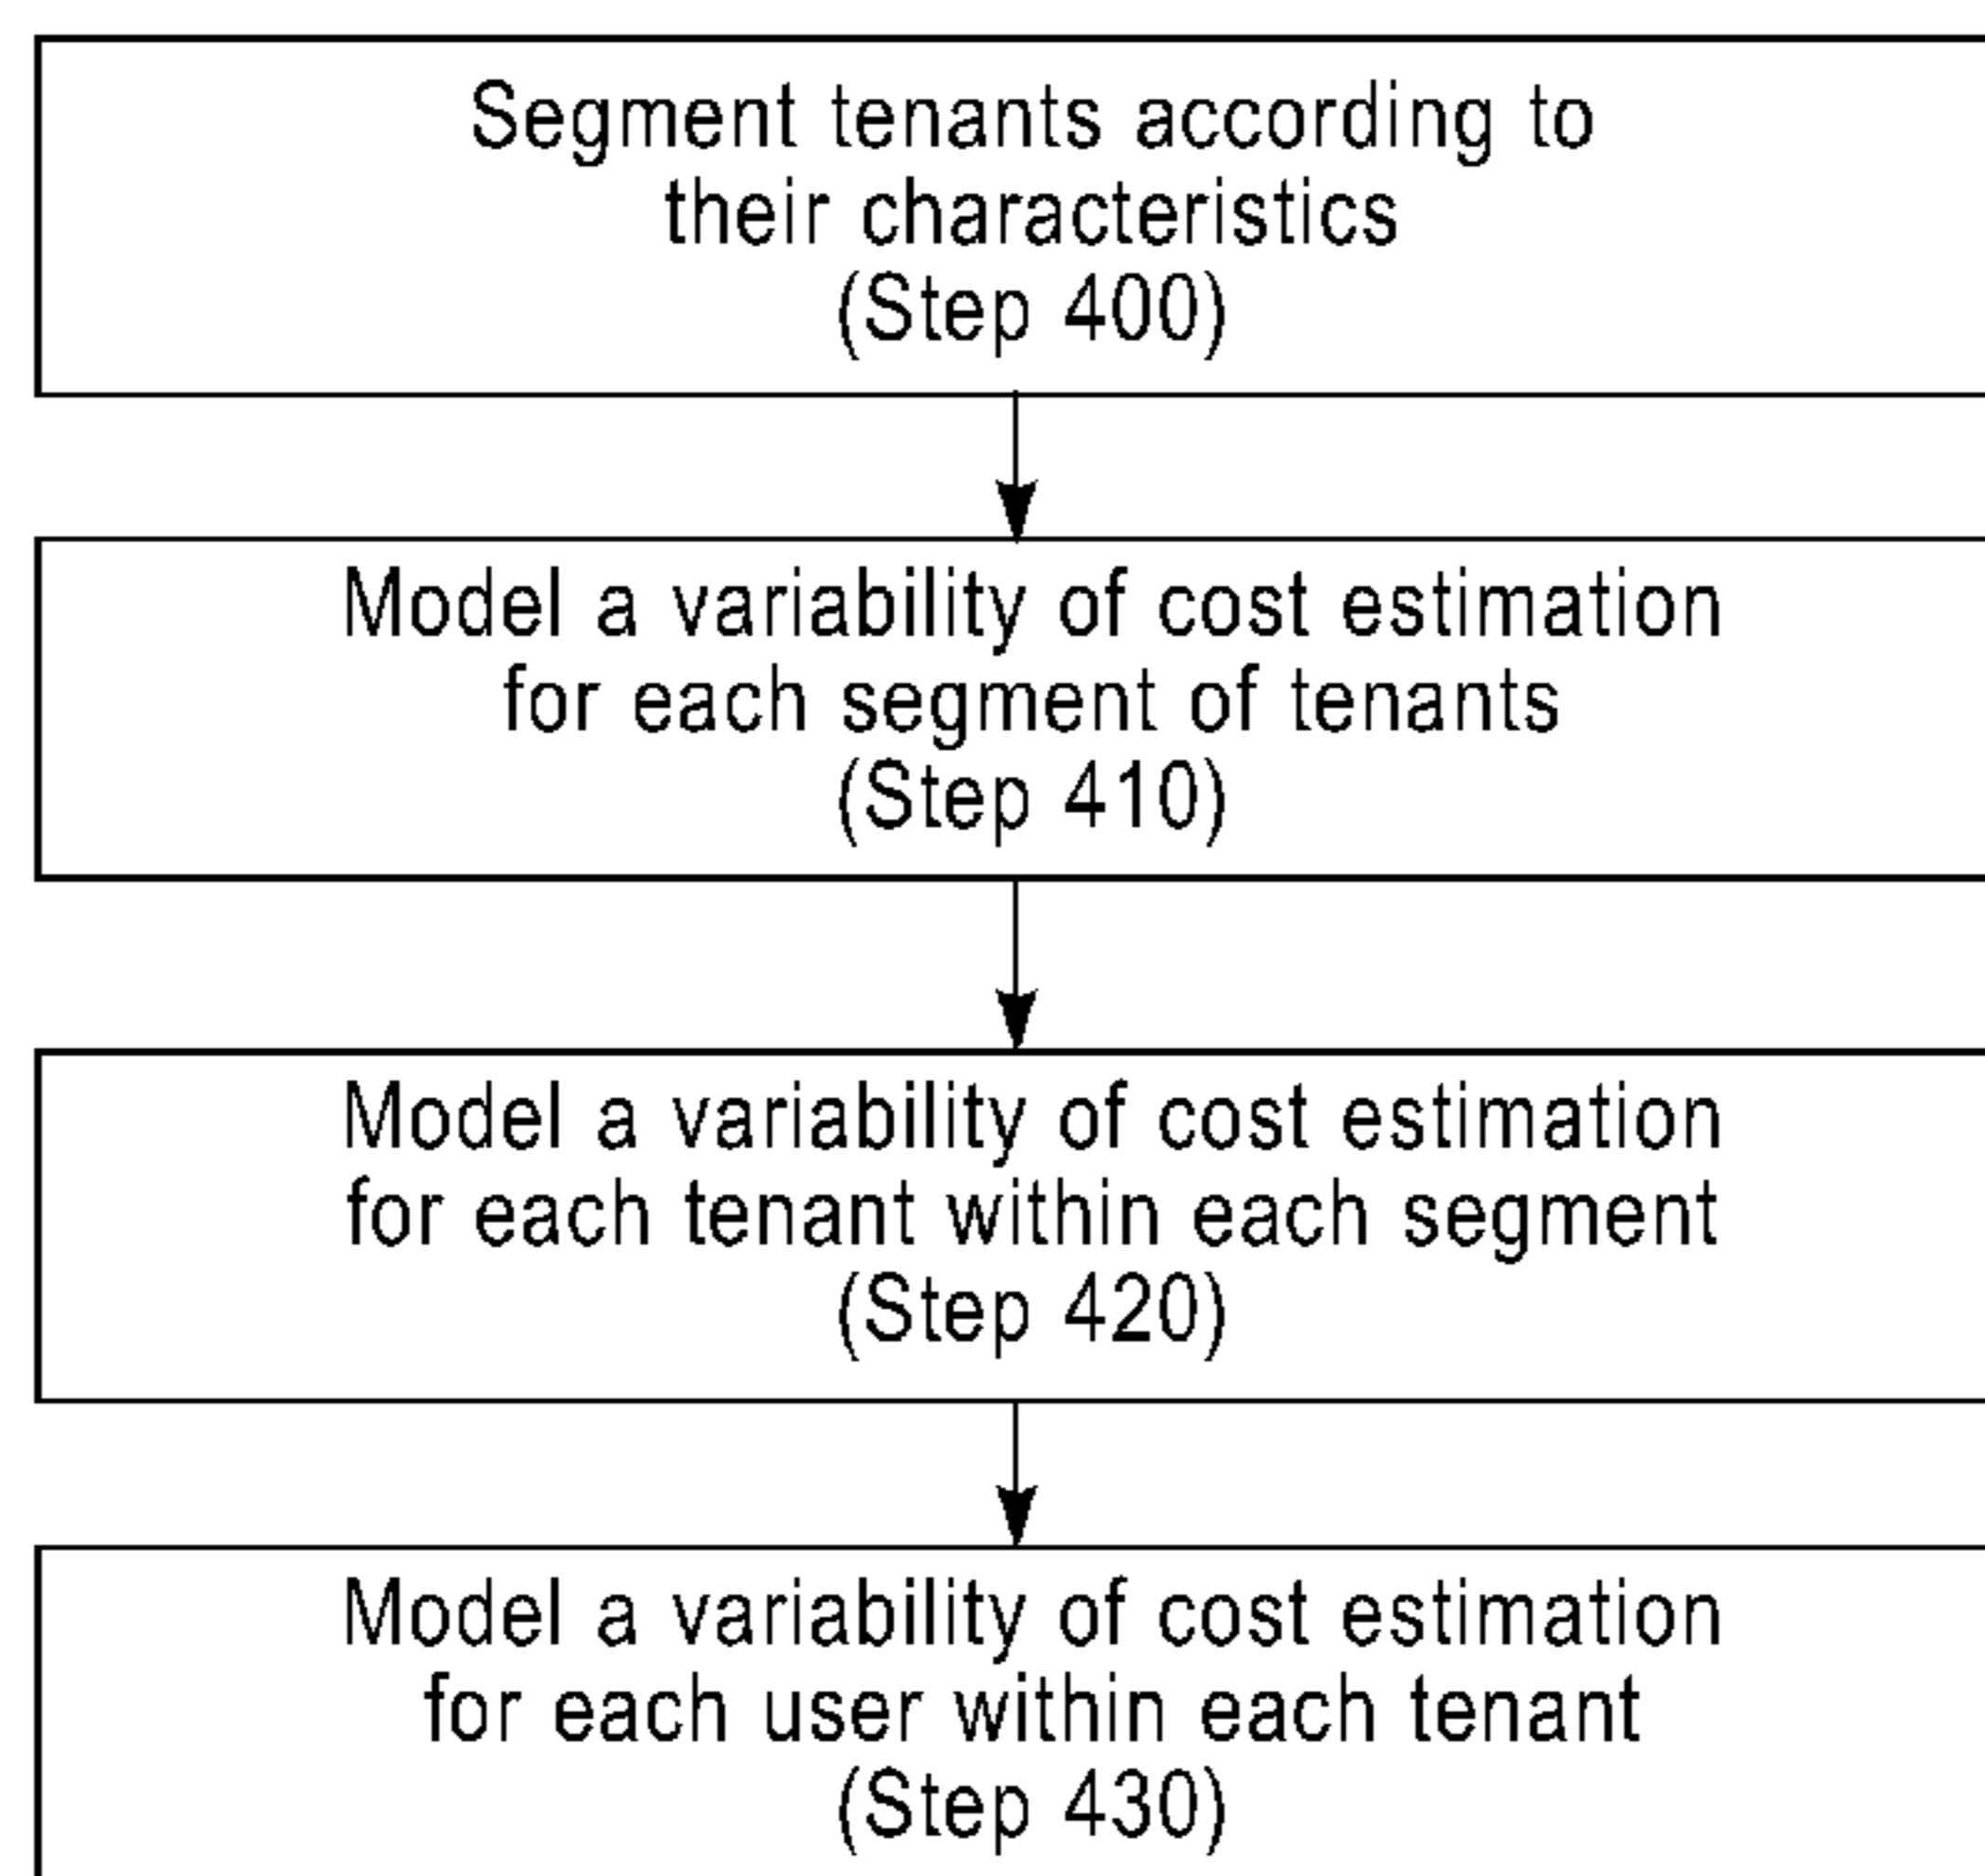 Segment tenants according to
their characteristics
(Step 400)
Model a variability of cost estimation
for each segment of tenants
(Step 410)
Model a variability of cost estimation
for each tenant within each segment
(Step 420)
Model a variability of cost estimation
for each user within each tenant
(Step 430)